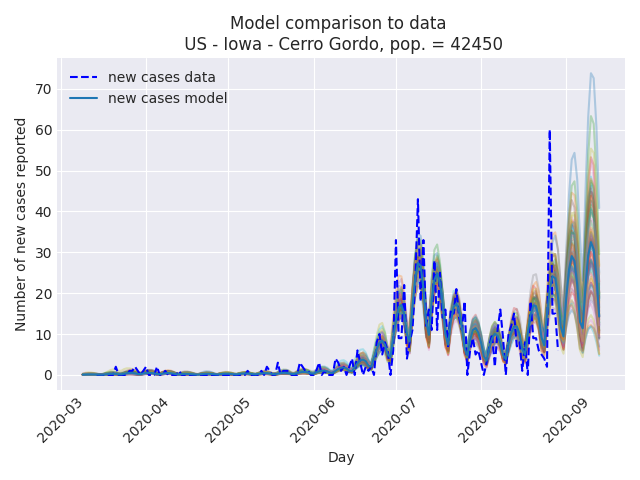 Model comparison to data
US - Iowa - Cerro Gordo, pop. = 42450
new cases data
new cases model
Number of new cases reported
70
60
50
40
30
20
10
0
2020-03
2020-04
2020-05
2020-06
2020-07
2020-08
2020-09
Day